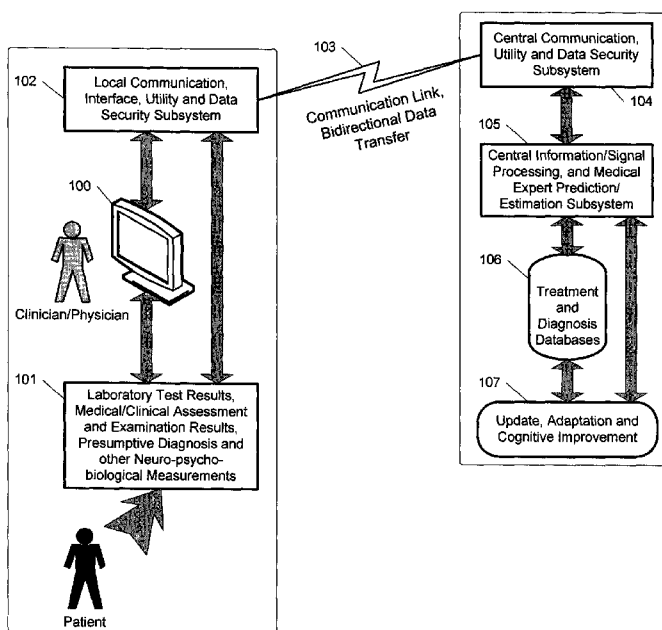 102
Local Communication,
Interface, Utility and Data
Security Subsystem
100
Clinician/Physician
101
Laboratory Test Results,
Medical/Clinical Assessment
and Examination Results,
Presumptive Diagnosis and
other Neuro-psycho-
biological Measurements
Patient
103
Communication Link,
Bidirectional Data
Transfer
Central Communication,
Utility and Data Security
Subsystem
104
105
Central Information/Signal
Processing, and Medical
Expert Prediction/
Estimation Subsystem
106
Treatment
and
Diagnosis
Databases
107
Update, Adaptation and
Cognitive Improvement